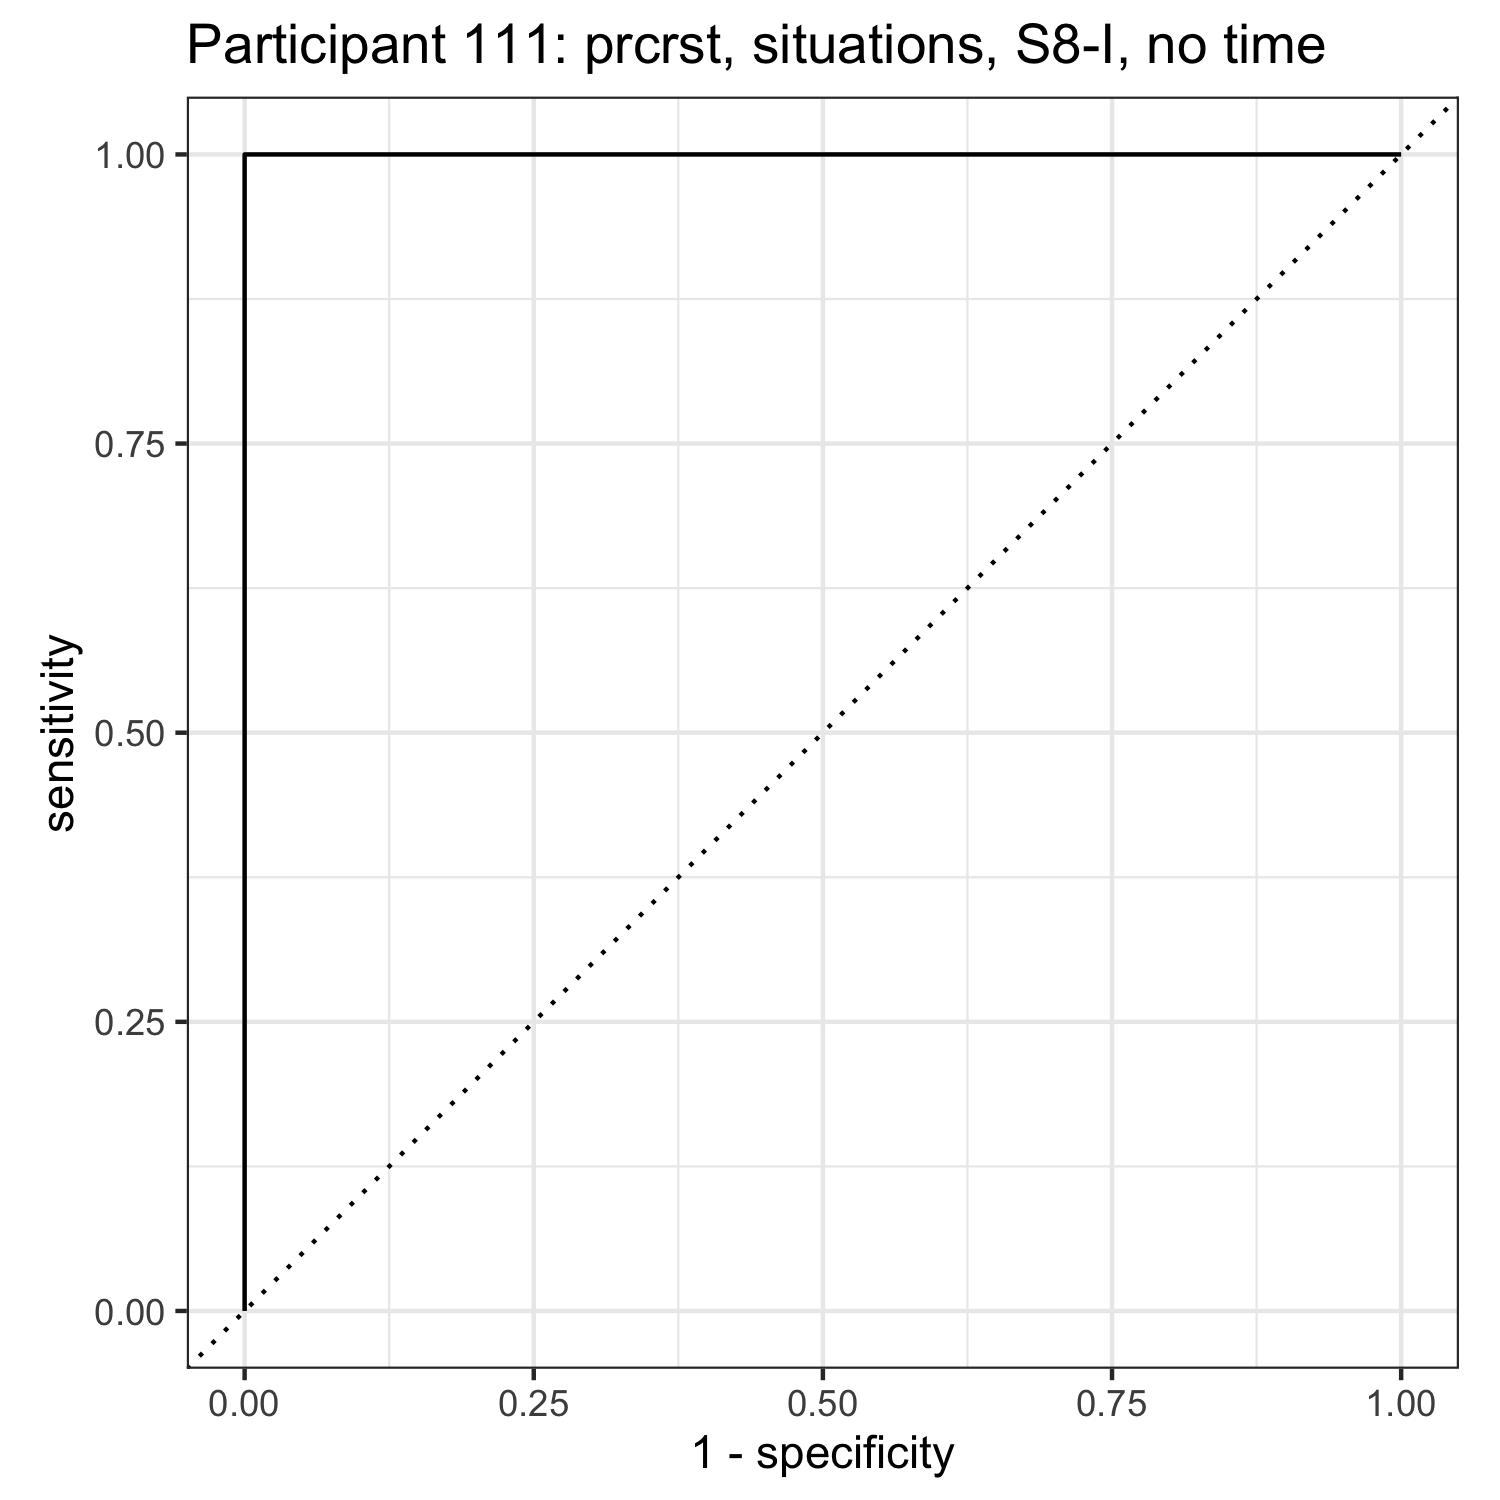 Participant 111: prcrst, situations, S8-I, no time
1.00
0.75
0.50
0.25
0.00
sensitivity
0.00 0.25 0.50 0.75 1.00
1 - specificity